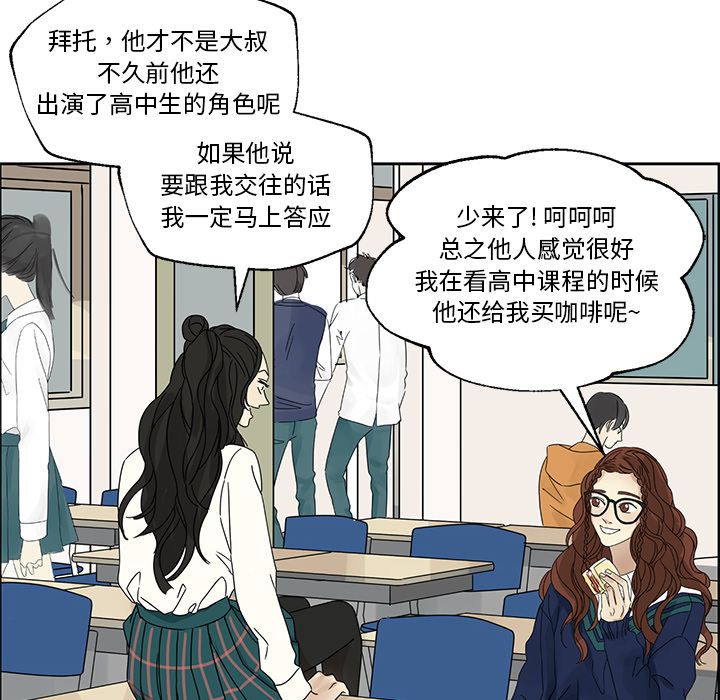 拜托，他才不是大叔
不久前他还
出演了高中生的角色呢
如果他说
要跟我交往的话
我一定马上答应
少来了! 呵呵呵
总之他人感觉很好
我在看高中课程的时候
他还给我买咖啡呢~